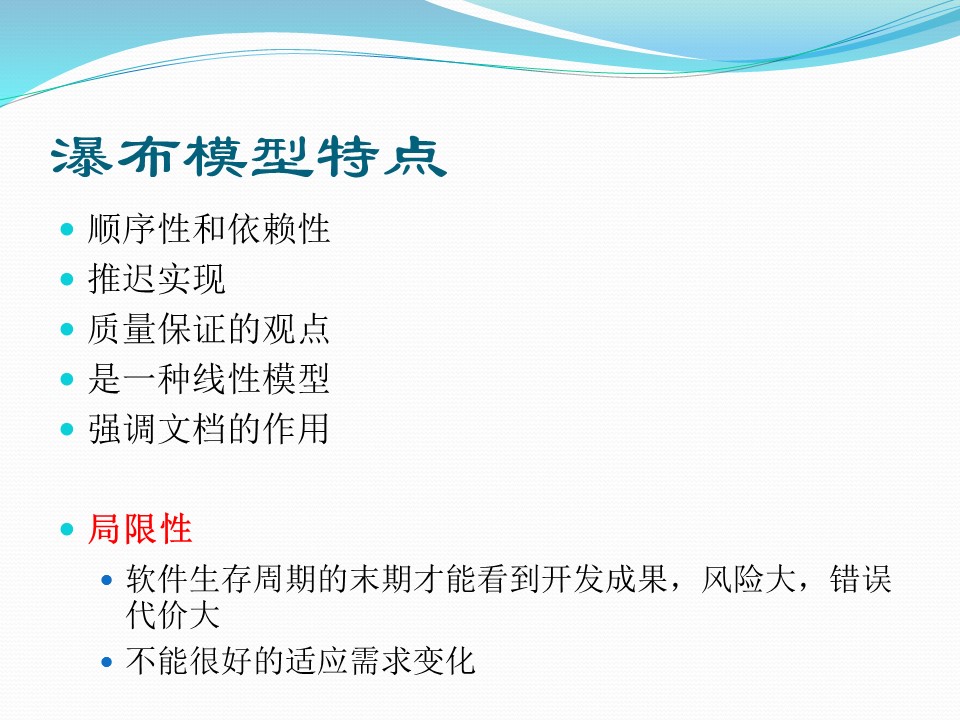 瀑布模型特点
顺序性和依赖性
推迟实现
质量保证的观点
是一种线性模型
强调文档的作用
局限性
软件生存周期的末期才能看到开发成果，风险大，错误
代价大
不能很好的适应需求变化